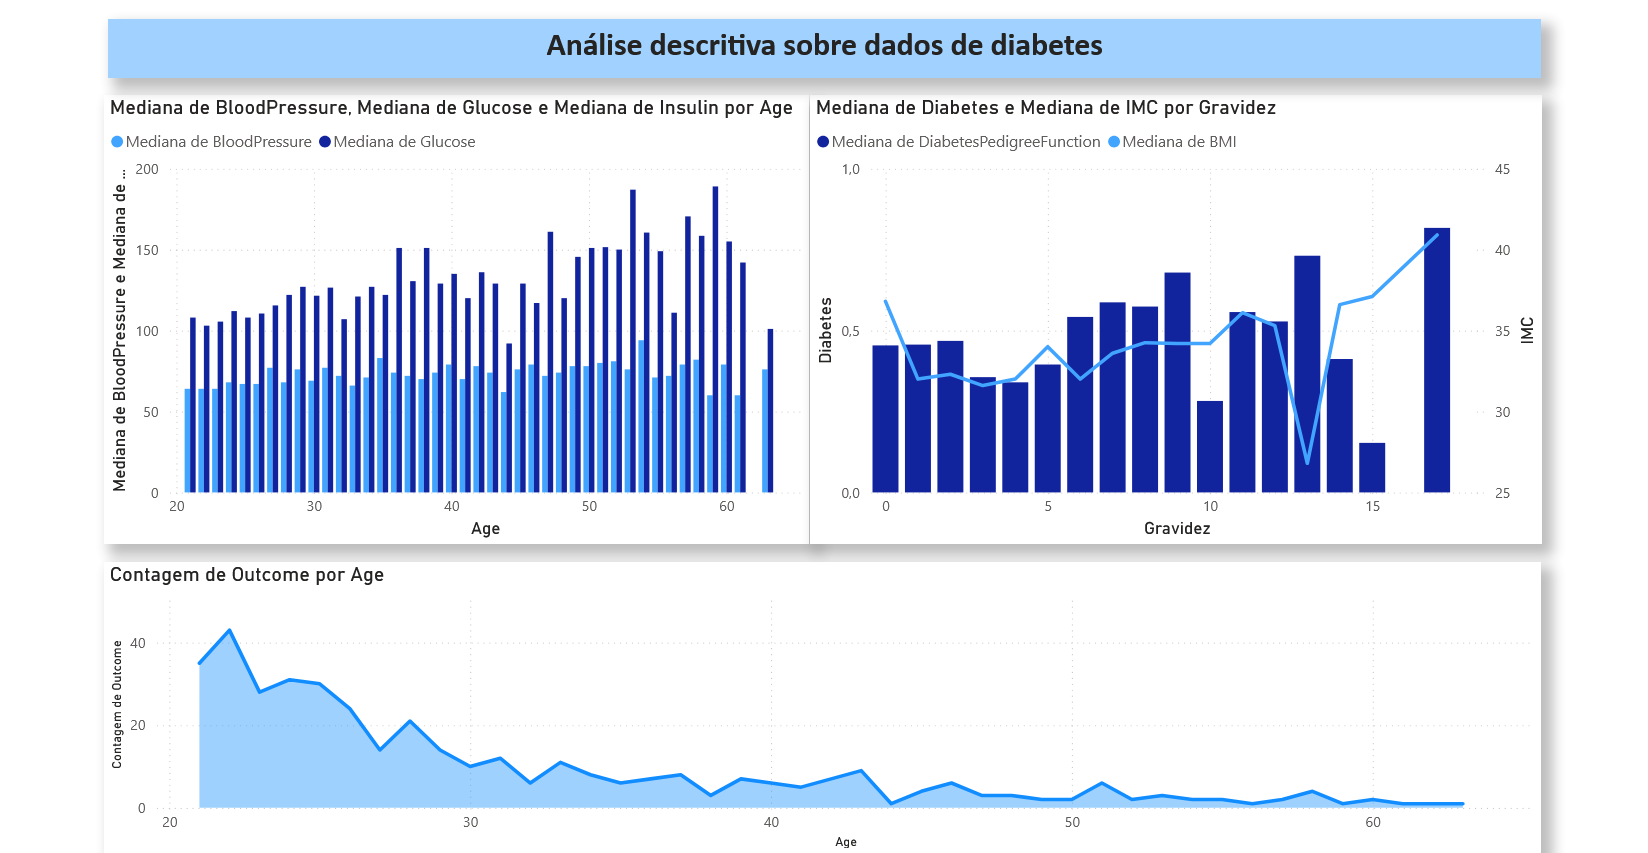 Análise descritiva sobre dados de diabetes
Mediana de BloodPressure, Mediana de Glucose e Mediana de Insulin por Age
Mediana de BloodPressure Mediana de Glucose
Mediana de BloodPressure e Mediana de ...
200
150
100
50
0
20 30 40 50 60
Age
Mediana de Diabetes e Mediana de IMC por Gravidez
Mediana de DiabetesPedigreeFunction Mediana de BMI
Diabetes
1,0
0,5
0,0
45
40
35
30
25
IMC
0 5 10 15
Gravidez
Contagem de Outcome por Age
Contagem de Outcome
40
20
0
20 30 40 50 60
Age